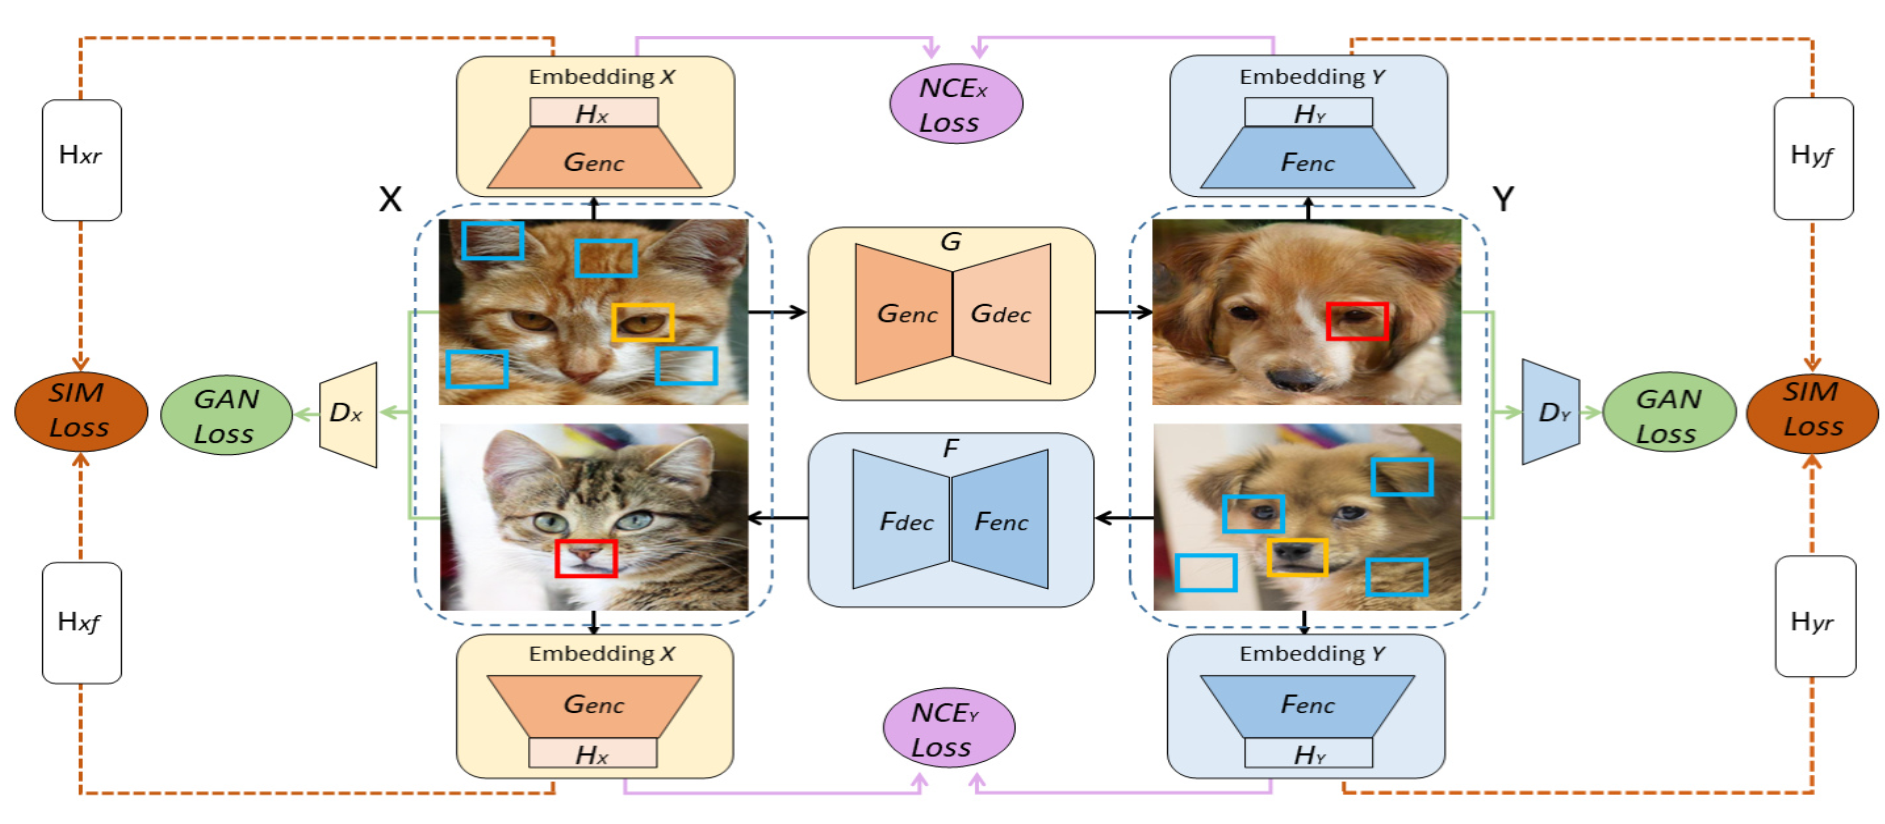 Embedding X
HX
Genc
NCEX
Loss
Embedding Y
HY
Fenc
Hxr
Hyf
X
Y
G
Genc
Gdec
SIM
Loss
GAN
Loss
DX
DY
GAN
Loss
SIM
Loss
F
Fdec
Fenc
Hxf
Hyr
Embedding X
Genc
HX
NCEY
Loss
Embedding Y
Fenc
HY